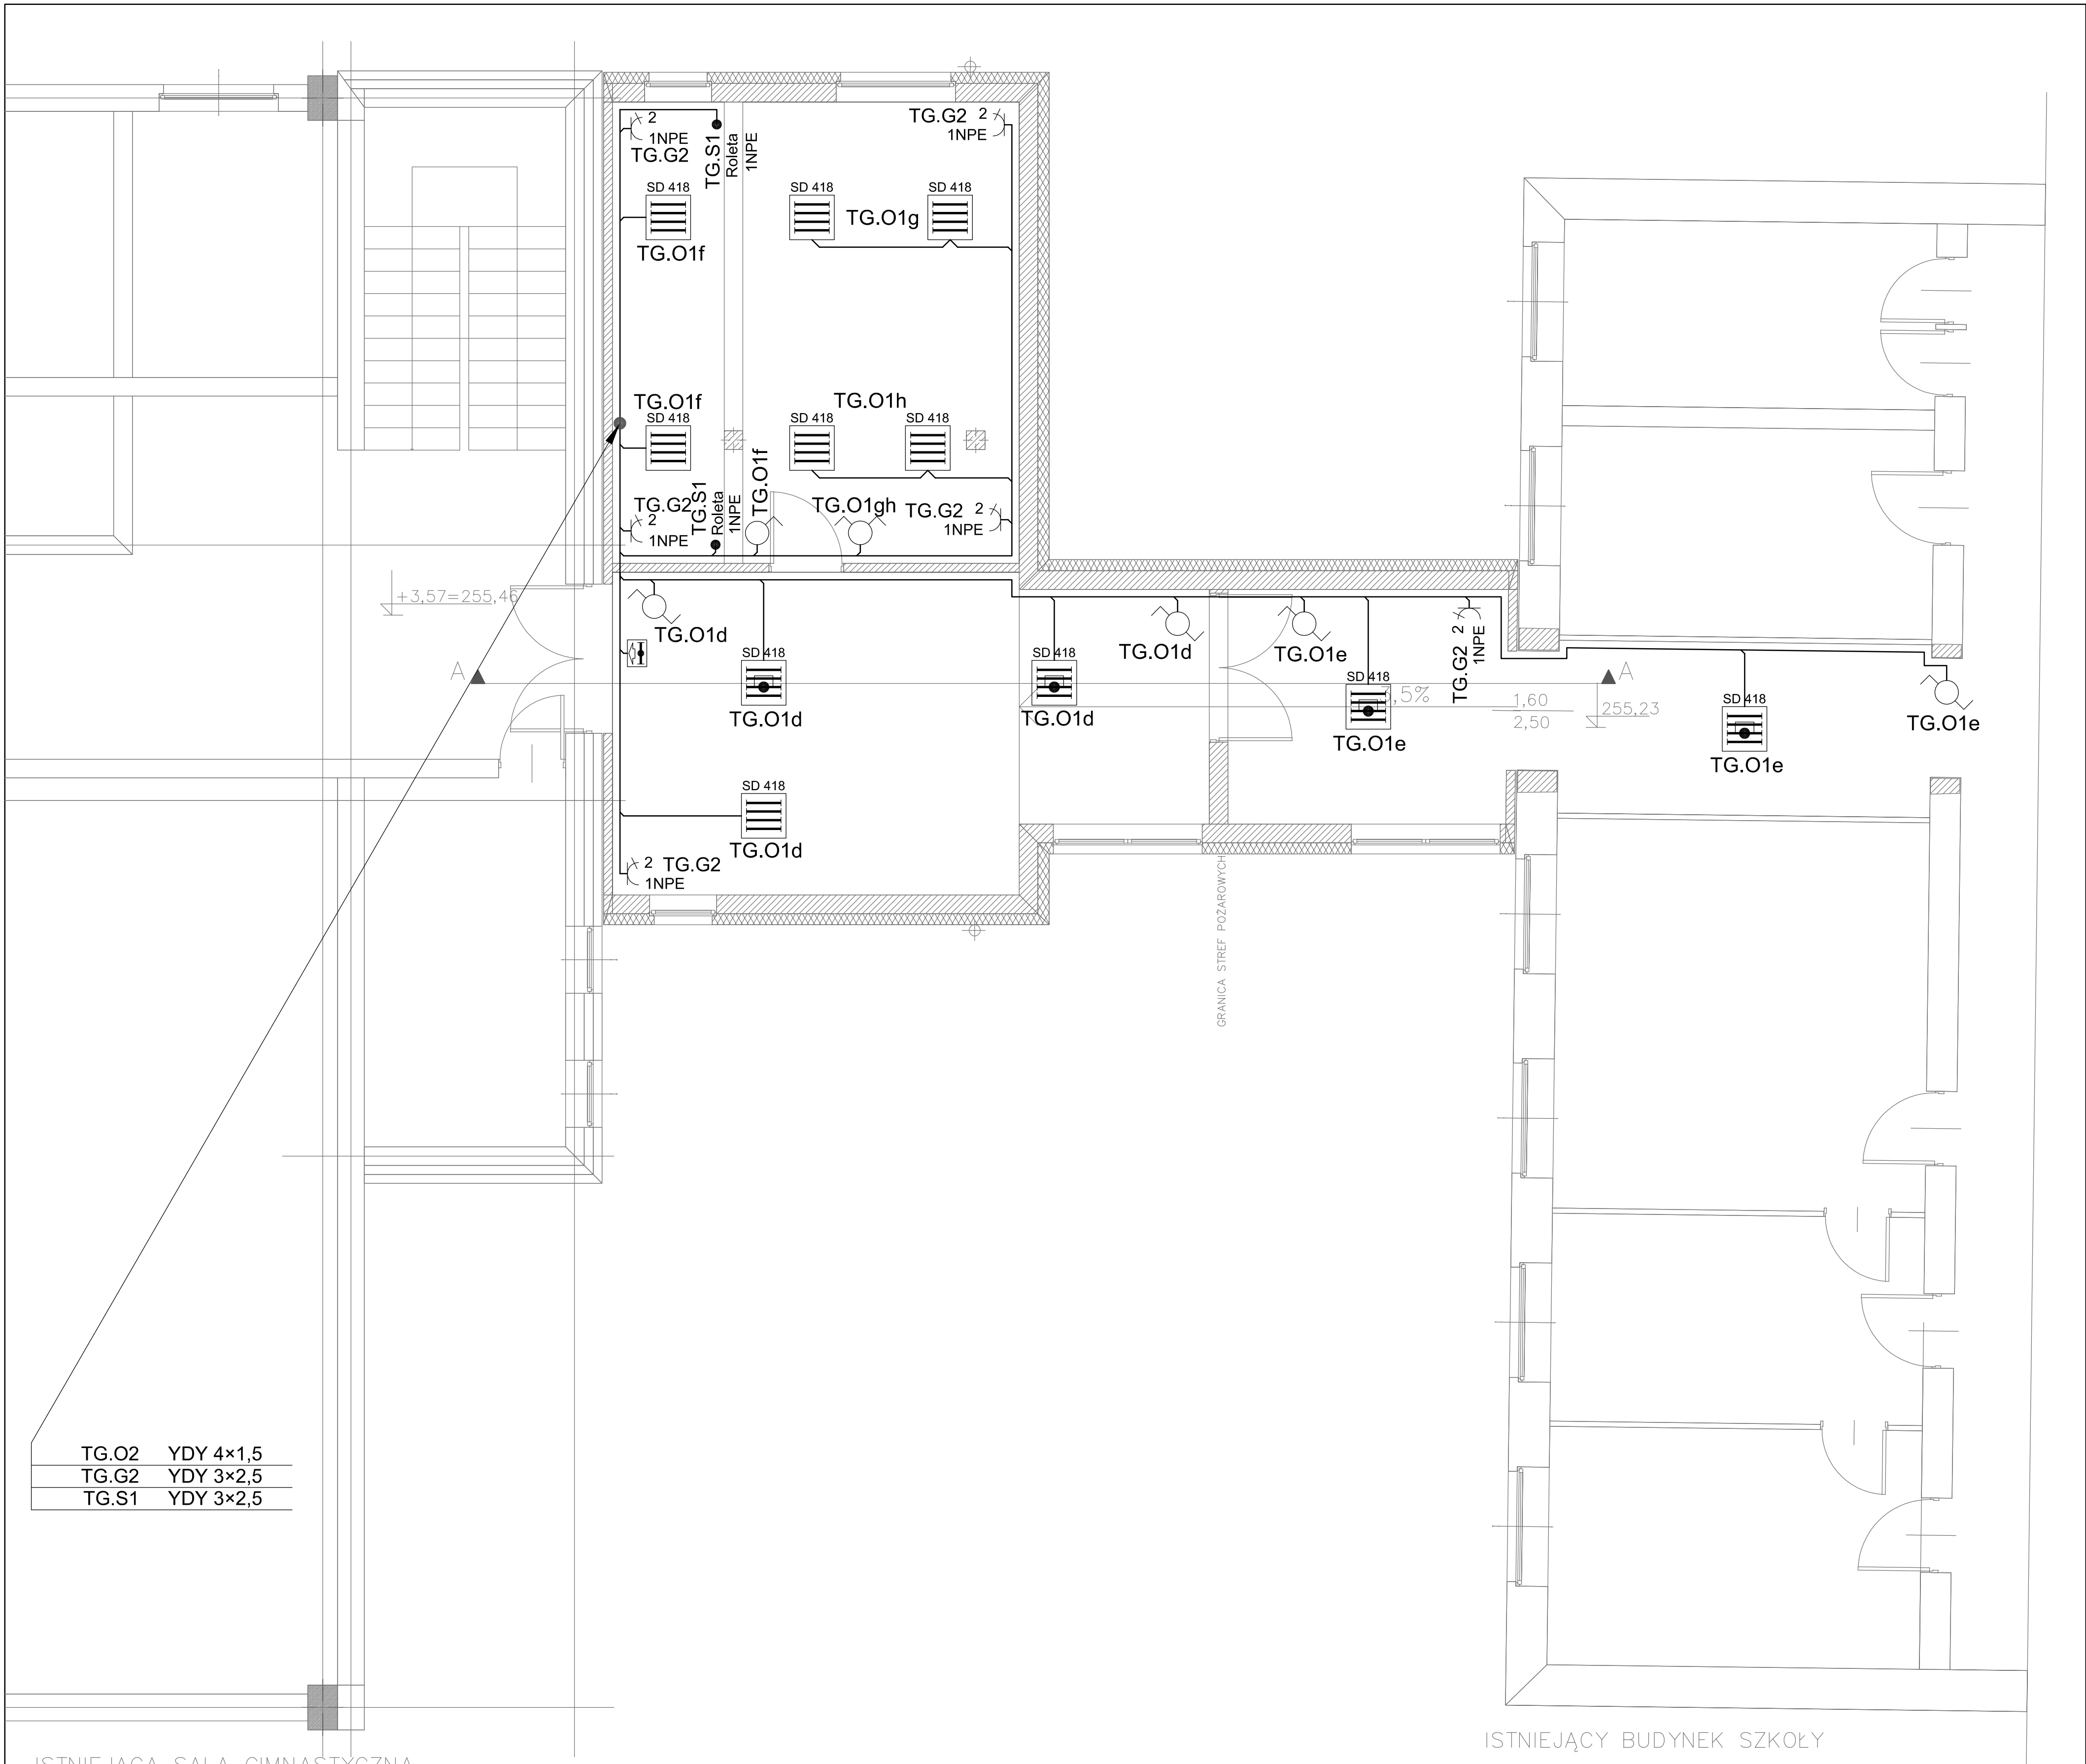 2
1NPE
TG.G2
TG.S1
Roleta
1NPE
TG.G2 2
1NPE
SD 418
SD 418
SD 418
TG.O1g
TG.O1f
TG.O1f
SD 418
TG.O1h
SD 418
SD 418
TG.G2
2
1NPE
TG.S1
Roleta
1NPE
TG.O1f
TG.O1gh
TG.G2 2
1NPE
+3,57=255,46
TG.O1d
A
SD 418
TG.O1d
SD 418
TG.O1d
TG.O1d
TG.O1e
SD 418
3,5%
TG.O1e
TG.G2 2
1NPE
1,60
2,50
A
255,23
SD 418
TG.O1e
TG.O1e
SD 418
TG.O1d
2 TG.G2
1NPE
GRANICA STREF POŻAROWYCH
TG.O2 YDY 4×1,5
TG.G2 YDY 3×2,5
TG.S1 YDY 3×2,5
ISTNIEJĄCY BUDYNEK SZKOŁY
ISTNIEJĄCA SALA GIMNASTYCZNA